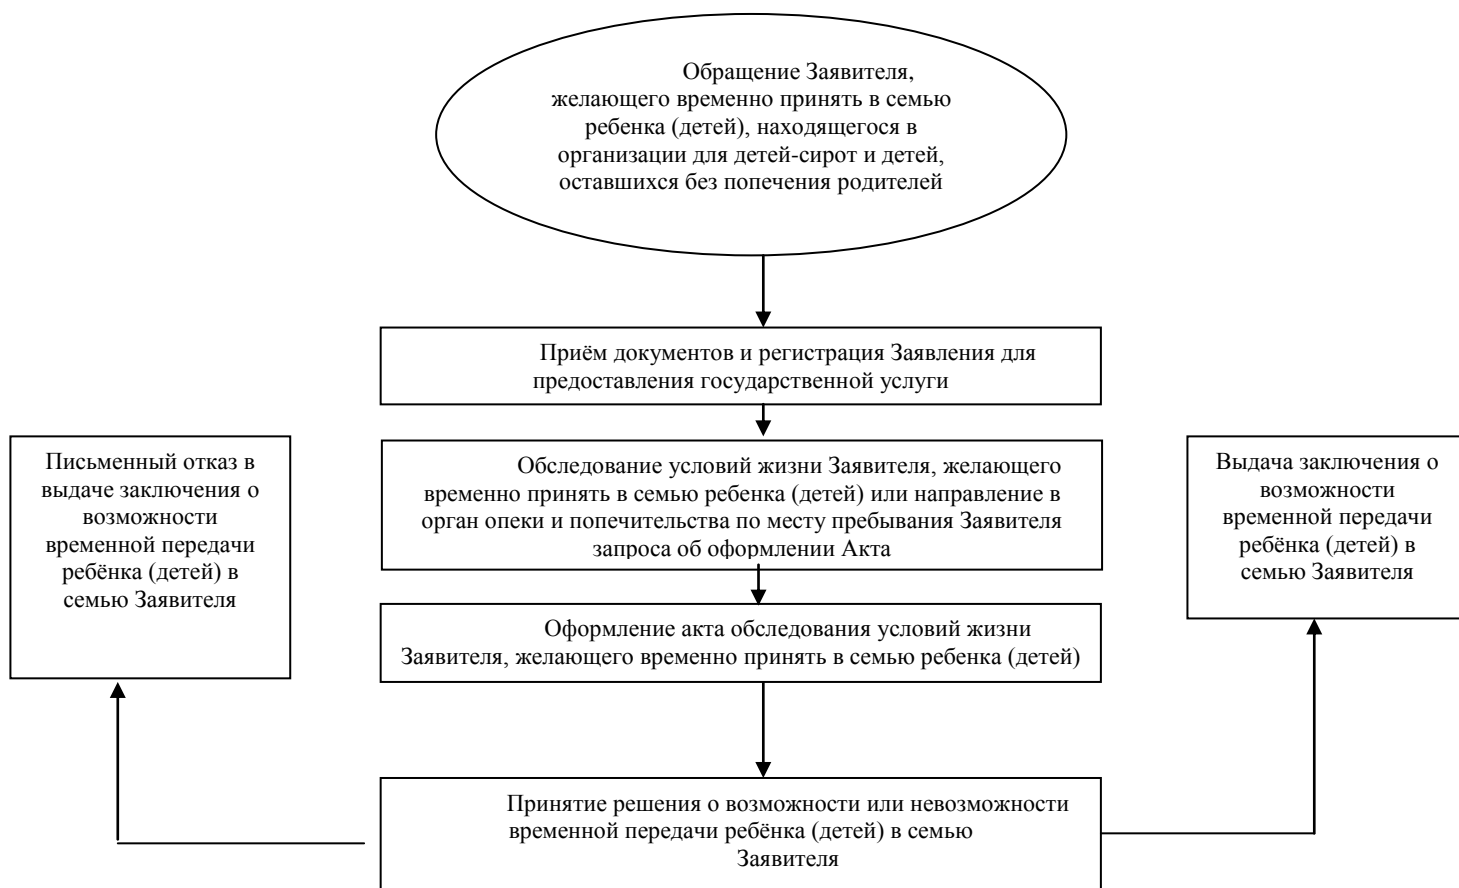 Обращение Заявителя,
желающего временно принять в семью
ребенка (детей), находящегося в
организации для детей-сирот и детей,
оставшихся без попечения родителей
Приём документов и регистрация Заявления для
предоставления государственной услуги
Письменный отказ в
выдаче заключения о
возможности
временной передачи
ребёнка (детей) в
семью Заявителя
Обследование условий жизни Заявителя, желающего
временно принять в семью ребенка (детей) или направление в
орган опеки и попечительства по месту пребывания Заявителя
запроса об оформлении Акта
Выдача заключения о
возможности
временной передачи
ребёнка (детей) в
семью Заявителя
Оформление акта обследования условий жизни
Заявителя, желающего временно принять в семью ребенка (детей)
Принятие решения о возможности или невозможности
временной передачи ребёнка (детей) в семью
Заявителя